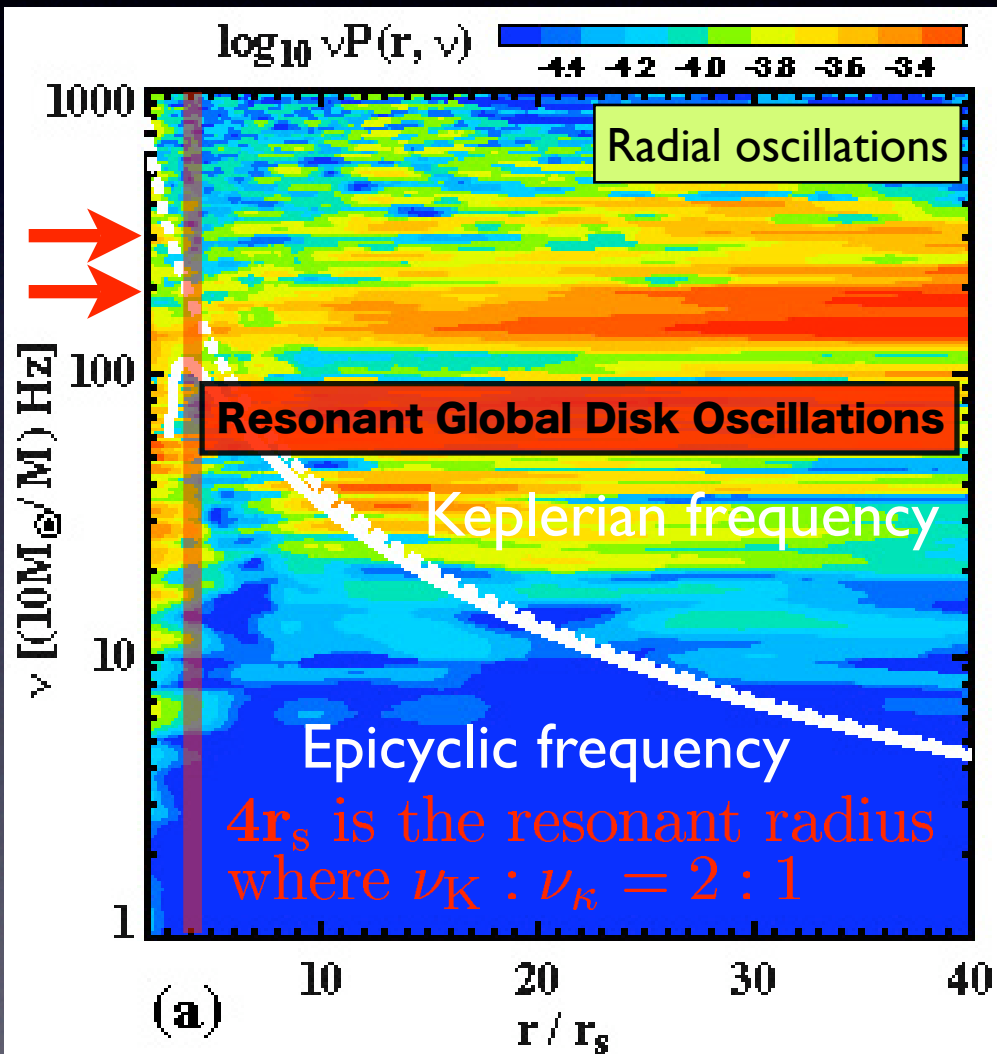 log₁₀ νP(r, ν)
-4.4 -4.2 -4.0 -3.8 -3.6 -3.4
1000
Radial oscillations
100
Resonant Global Disk Oscillations
Keplerian frequency
ν [(10M☉/M) Hz]
10
Epicyclic frequency
4rₛ is the resonant radius
where ν_K : ν_κ = 2 : 1
1
10 20 30 40
(a)
r / rₛ